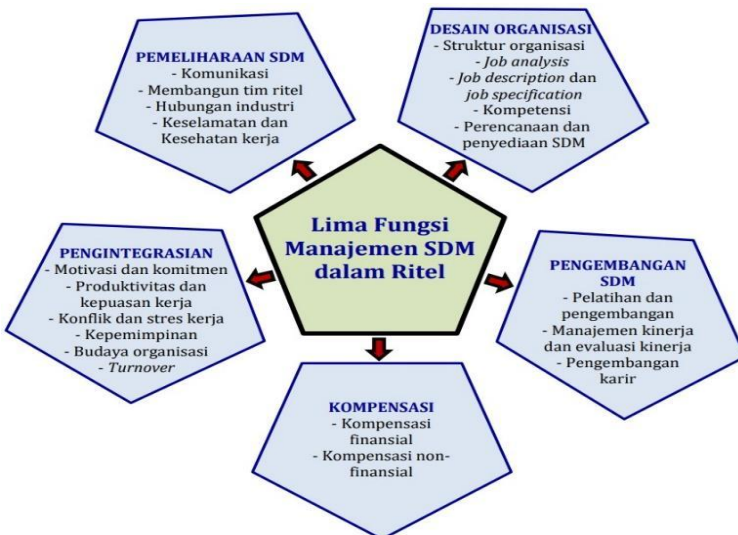 PEMELIHARAAN SDM
- Komunikasi
- Membangun tim ritel
- Hubungan industri
- Keselamatan dan
Kesehatan kerja
DESAIN ORGANISASI
- Struktur organisasi
- Job analysis
- Job description dan
job specification
- Kompetensi
- Perencanaan dan
penyediaan SDM
Lima Fungsi
Manajemen SDM
dalam Ritel
PENGINTEGRASIAN
- Motivasi dan komitmen
- Produktivitas dan
kepuasan kerja
- Konflik dan stres kerja
- Kepemimpinan
- Budaya organisasi
- Turnover
PENGEMBANGAN
SDM
- Pelatihan dan
pengembangan
- Manajemen kinerja
dan evaluasi kinerja
- Pengembangan
karir
KOMPENSASI
- Kompensasi
finansial
- Kompensasi non-
finansial